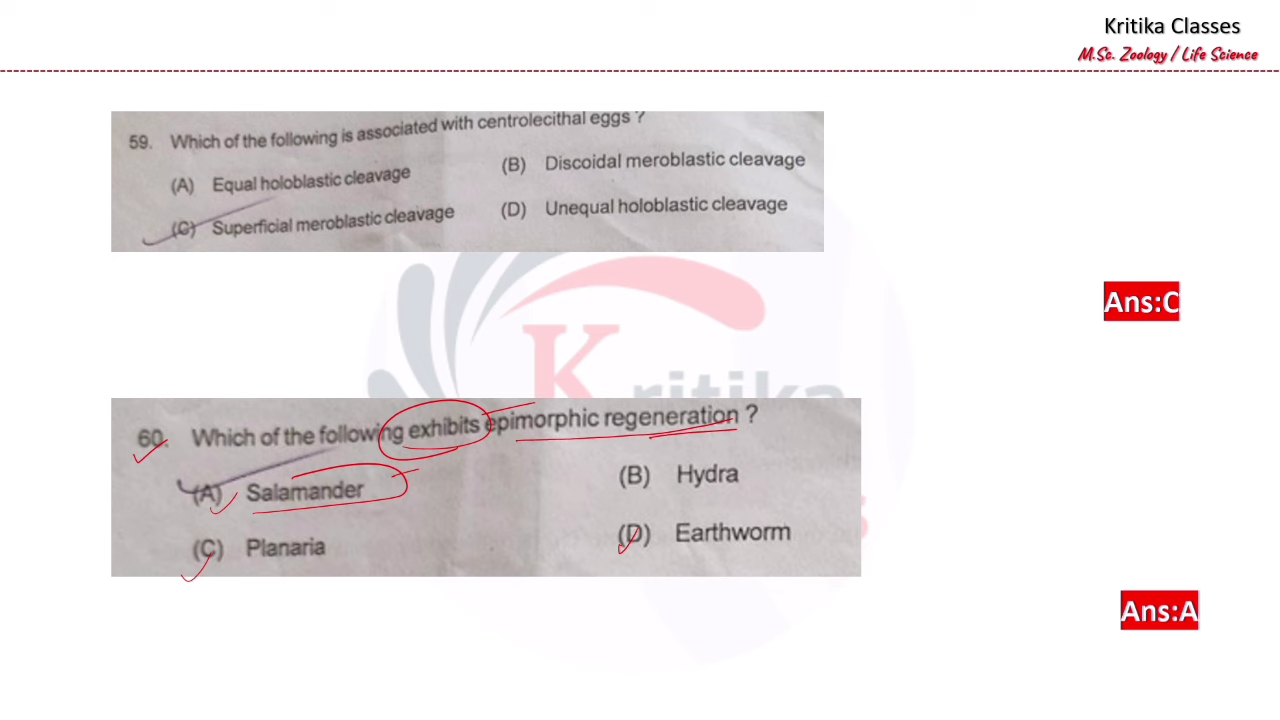 Kritika Classes
M.Sc. Zoology / Life Science
59. Which of the following is associated with centrolecithal eggs ?
(A) Equal holoblastic cleavage (B) Discoidal meroblastic cleavage
(C) Superficial meroblastic cleavage (D) Unequal holoblastic cleavage
Ans:C
K
ritika
60. Which of the following exhibits epimorphic regeneration ?
(A) Salamander (B) Hydra
(C) Planaria (D) Earthworm
Ans:A